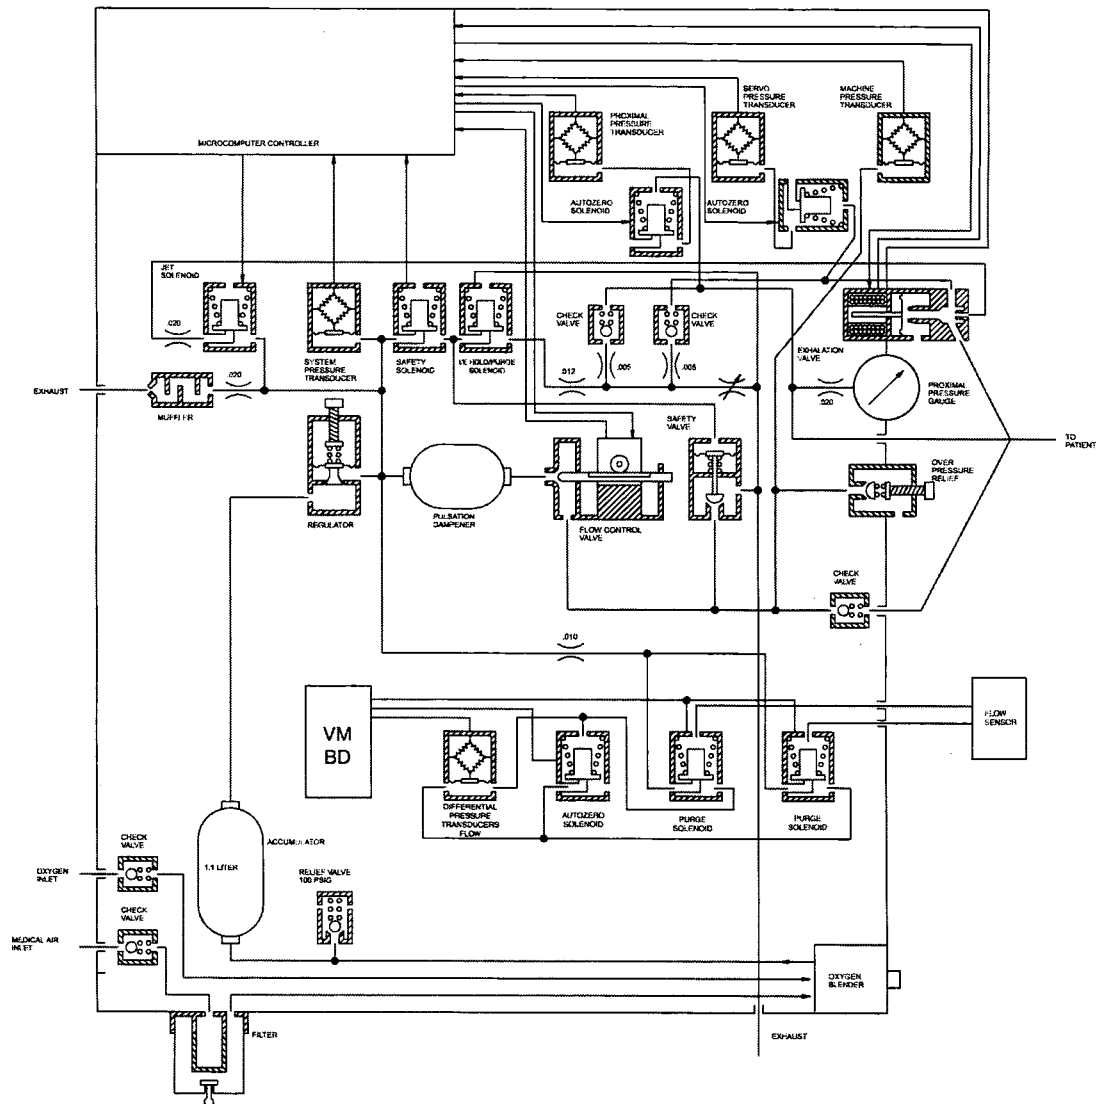 MICROCOMPUTER CONTROLLER
PROXIMAL
PRESSURE
TRANSDUCER
SERVO
PRESSURE
TRANSDUCER
MACHINE
PRESSURE
TRANSDUCER
AUTOZERO
SOLENOID
AUTOZERO
SOLENOID
JET
SOLENOID
.020
SYSTEM
PRESSURE
TRANSDUCER
SAFETY
SOLENOID
I/E HOLD/PURGE
SOLENOID
CHECK
VALVE
CHECK
VALVE
EXHALATION
VALVE
EXHAUST
MUFFLER
.020
.012
.005
.005
.020
PROXIMAL
PRESSURE
GAUGE
SAFETY
VALVE
TO
PATIENT
REGULATOR
PULSATION
DAMPENER
FLOW CONTROL
VALVE
OVER
PRESSURE
RELIEF
CHECK
VALVE
.010
VM
BD
FLOW
SENSOR
DIFFERENTIAL
PRESSURE
TRANSDUCERS
FLOW
AUTOZERO
SOLENOID
PURGE
SOLENOID
PURGE
SOLENOID
CHECK
VALVE
OXYGEN
INLET
1.1 LITER
ACCUMULATOR
RELIEF VALVE
100 PSIG
CHECK
VALVE
MEDICAL AIR
INLET
OXYGEN
BLENDER
FILTER
EXHAUST